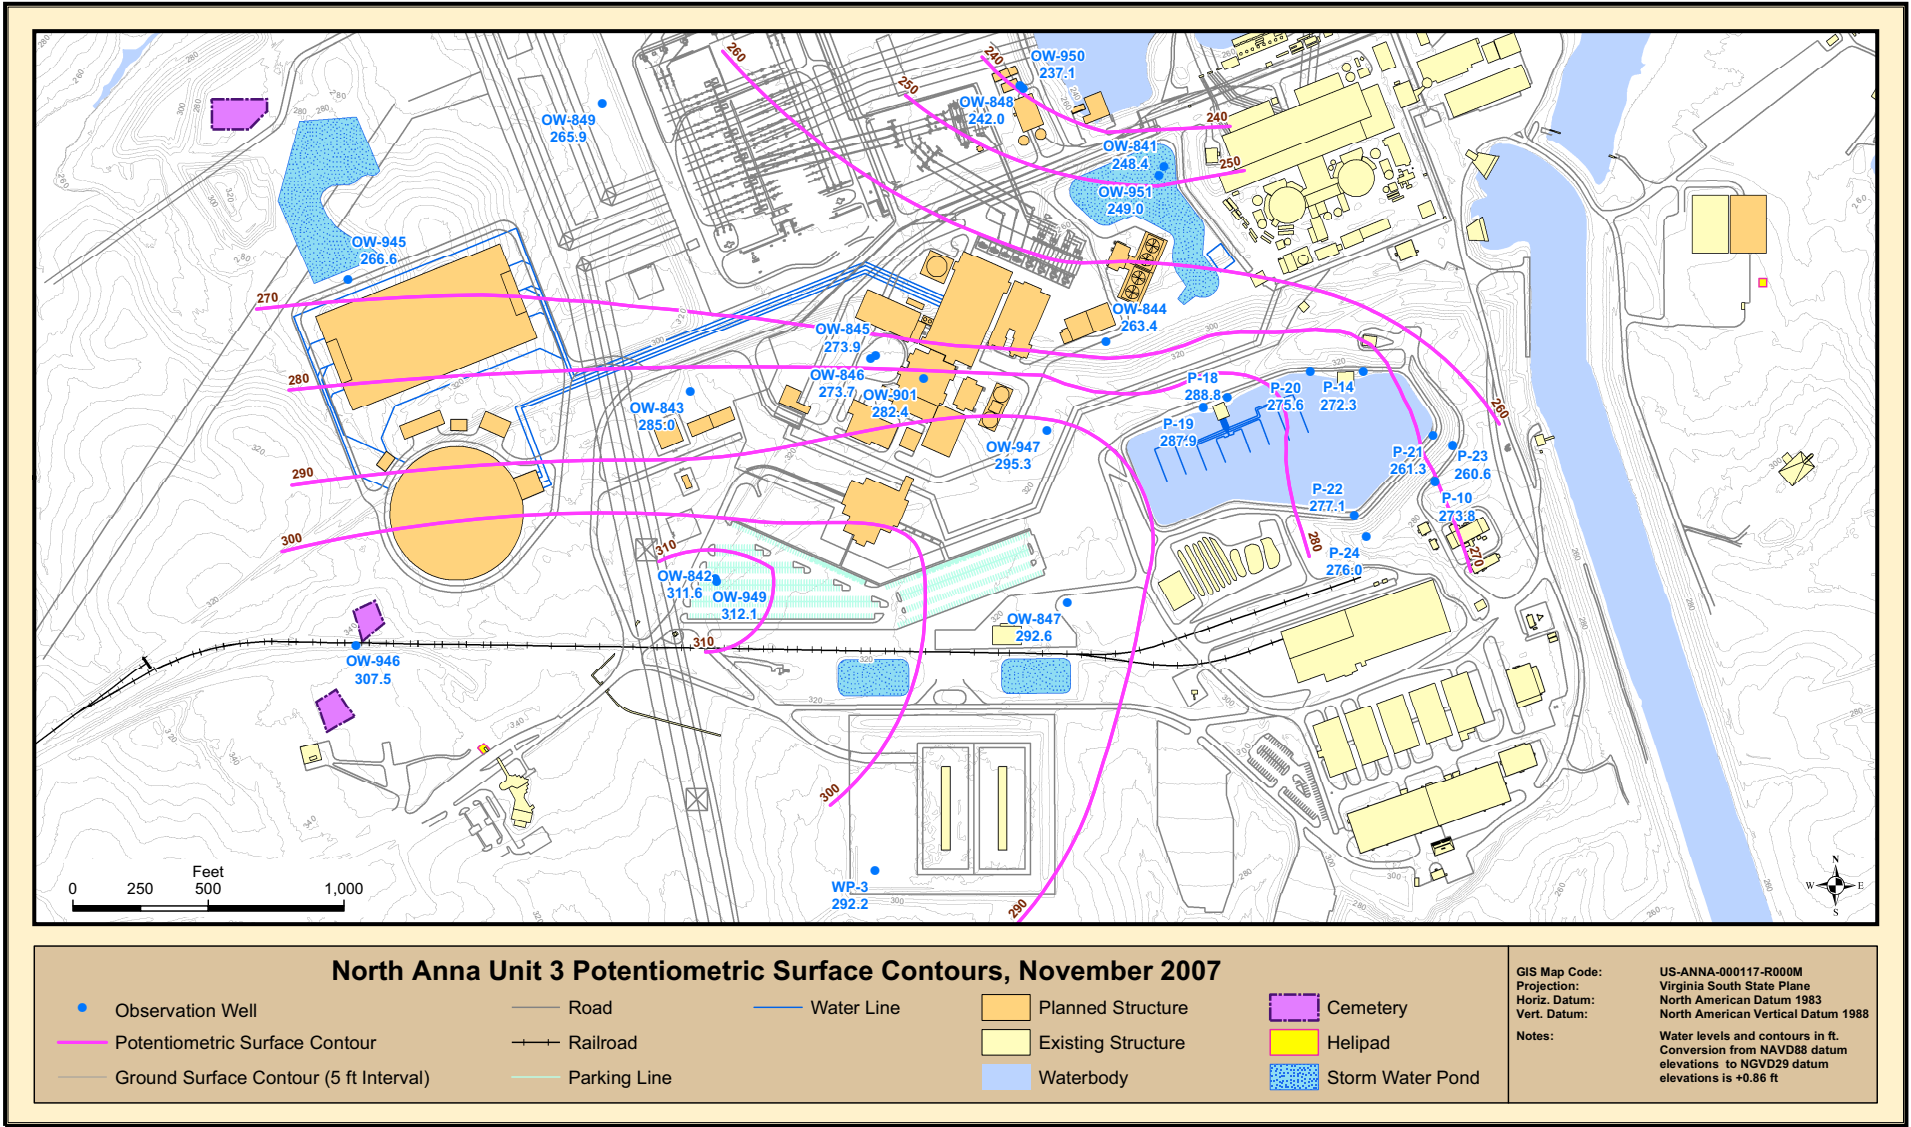 260
240
OW-950
237.1
250
OW-848
242.0
OW-849
265.9
240
OW-841
248.4
250
OW-951
249.0
OW-945
266.6
270
OW-844
263.4
OW-845
273.9
280
OW-846
273.7
OW-901
282.4
P-18
288.8
P-20
275.6
P-14
272.3
260
OW-843
285.0
P-19
287.9
OW-947
295.3
P-21
261.3
P-23
260.6
290
P-22
277.1
P-10
273.8
300
310
280
P-24
276.0
270
OW-842
311.6
OW-949
312.1
OW-847
292.6
310
OW-946
307.5
300
WP-3
292.2
290
Feet
0 250 500 1,000
N
W E
S
North Anna Unit 3 Potentiometric Surface Contours, November 2007
Observation Well
Potentiometric Surface Contour
Ground Surface Contour (5 ft Interval)
Road
Railroad
Parking Line
Water Line
Planned Structure
Existing Structure
Waterbody
Cemetery
Helipad
Storm Water Pond
GIS Map Code: US-ANNA-000117-R000M
Projection: Virginia South State Plane
Horiz. Datum: North American Datum 1983
Vert. Datum: North American Vertical Datum 1988
Notes: Water levels and contours in ft.
Conversion from NAVD88 datum
elevations to NGVD29 datum
elevations is +0.86 ft